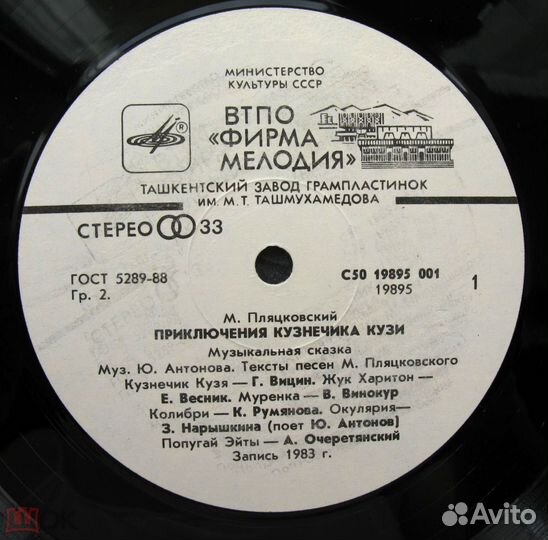 МИНИСТЕРСТВО
КУЛЬТУРЫ СССР
ВТПО
«ФИРМА
МЕЛОДИЯ»
®
ТАШКЕНТСКИЙ ЗАВОД ГРАМПЛАСТИНОК
ИМ. М. Т. ТАШМУХАМЕДОВА
СТЕРЕО 33
ГОСТ 5289-88
Гр. 2.
С50 19895 001
19895
1
М. Пляцковский
ПРИКЛЮЧЕНИЯ КУЗНЕЧИКА КУЗИ
Музыкальная сказка
Муз. Ю. Антонова. Тексты песен М. Пляцковского
Кузнечик Кузя — Г. Вицин. Жук Харитон —
Е. Весник. Муренка — В. Винокур
Колибри — К. Румянова. Окулярия—
З. Нарышкина (поет Ю. Антонов)
Попугай Эйты — А. Очеретянский
Запись 1983 г.
Avito